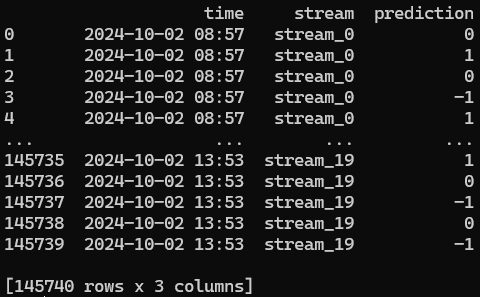 time stream prediction
0 2024-10-02 08:57 stream_0 0
1 2024-10-02 08:57 stream_0 1
2 2024-10-02 08:57 stream_0 0
3 2024-10-02 08:57 stream_0 -1
4 2024-10-02 08:57 stream_0 1
... ... ... ...
145735 2024-10-02 13:53 stream_19 1
145736 2024-10-02 13:53 stream_19 0
145737 2024-10-02 13:53 stream_19 -1
145738 2024-10-02 13:53 stream_19 0
145739 2024-10-02 13:53 stream_19 -1
[145740 rows x 3 columns]